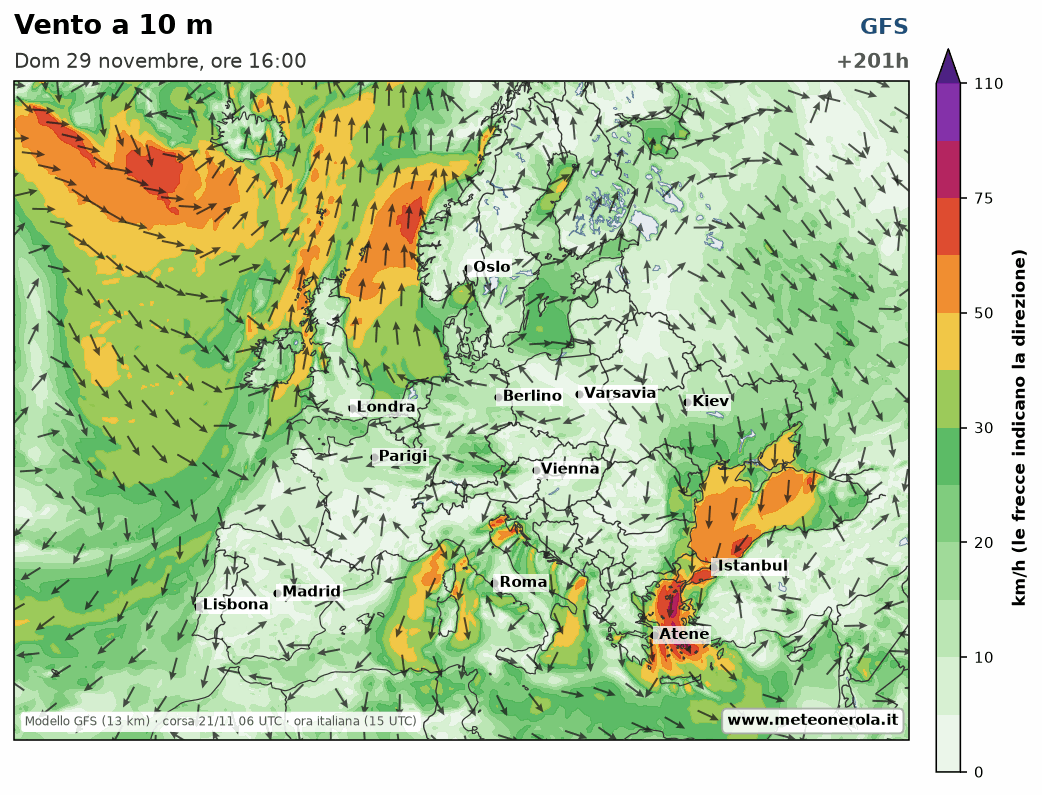 Vento a 10 m
GFS
Dom 29 novembre, ore 16:00
+201h
110
75
50
30
20
10
0
km/h (le frecce indicano la direzione)
Oslo
Berlino
Varsavia
Kiev
Londra
Parigi
Vienna
Istanbul
Roma
Madrid
Lisbona
Atene
Modello GFS (13 km) · corsa 21/11 06 UTC · ora italiana (15 UTC)
www.meteonerola.it